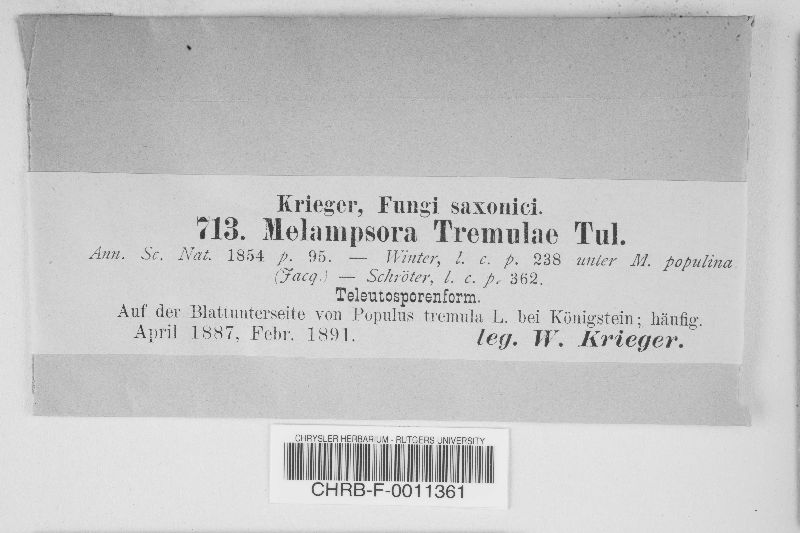 Krieger, Fungi saxonici.
713. Melampsora Tremulae Tul.
Ann. Sc. Nat. 1854 p. 95. — Winter, l. c. p. 238 unter M. populina
(Jacq.) — Schröter, l. c. p. 362.
Teleutosporenform.
Auf der Blattunterseite von Populus tremula L. bei Königstein; häufig.
April 1887, Febr. 1891. leg. W. Krieger.
CHRYSLER HERBARIUM - RUTGERS UNIVERSITY
CHRB-F-0011361